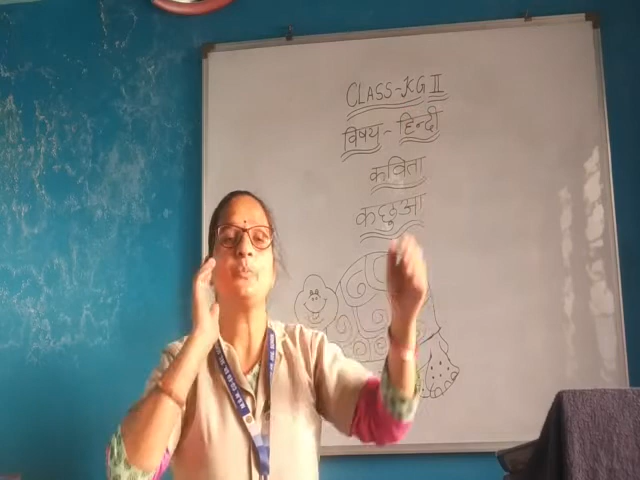 CLASS-KG II
विषय - हिन्दी
कविता
कछुआ